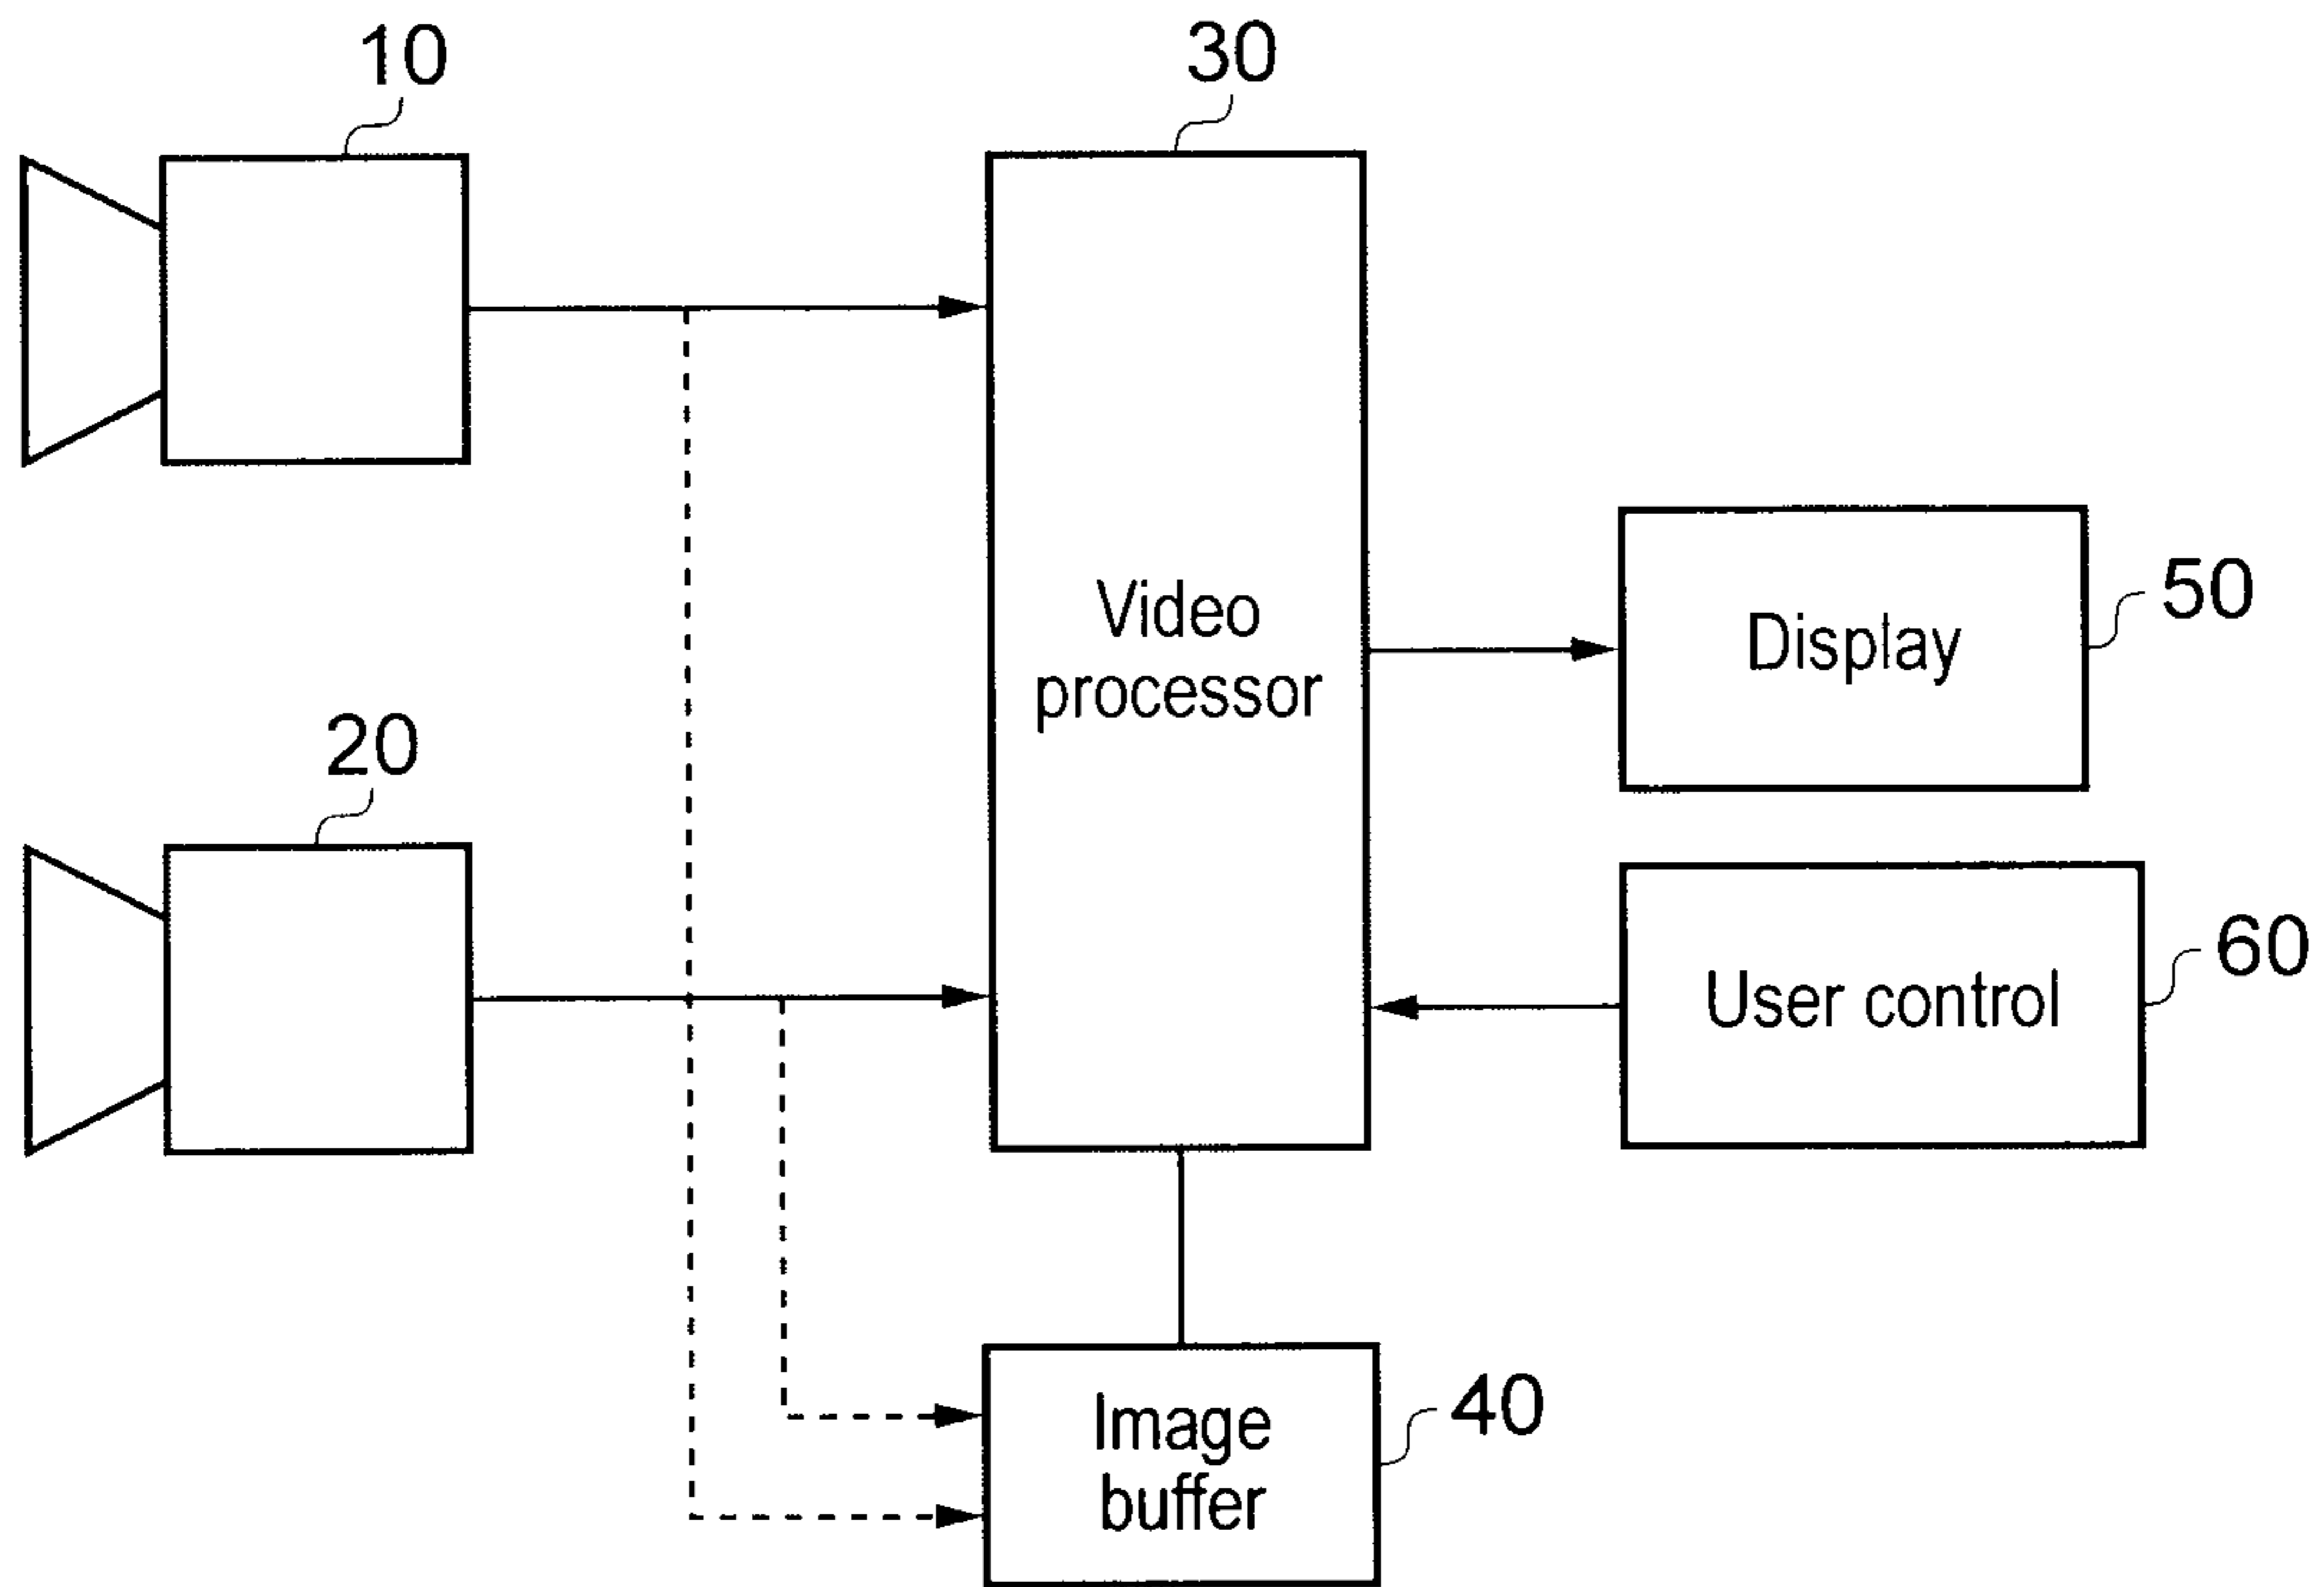 10
30
Video
processor
Display
50
20
User control
60
Image
buffer
40